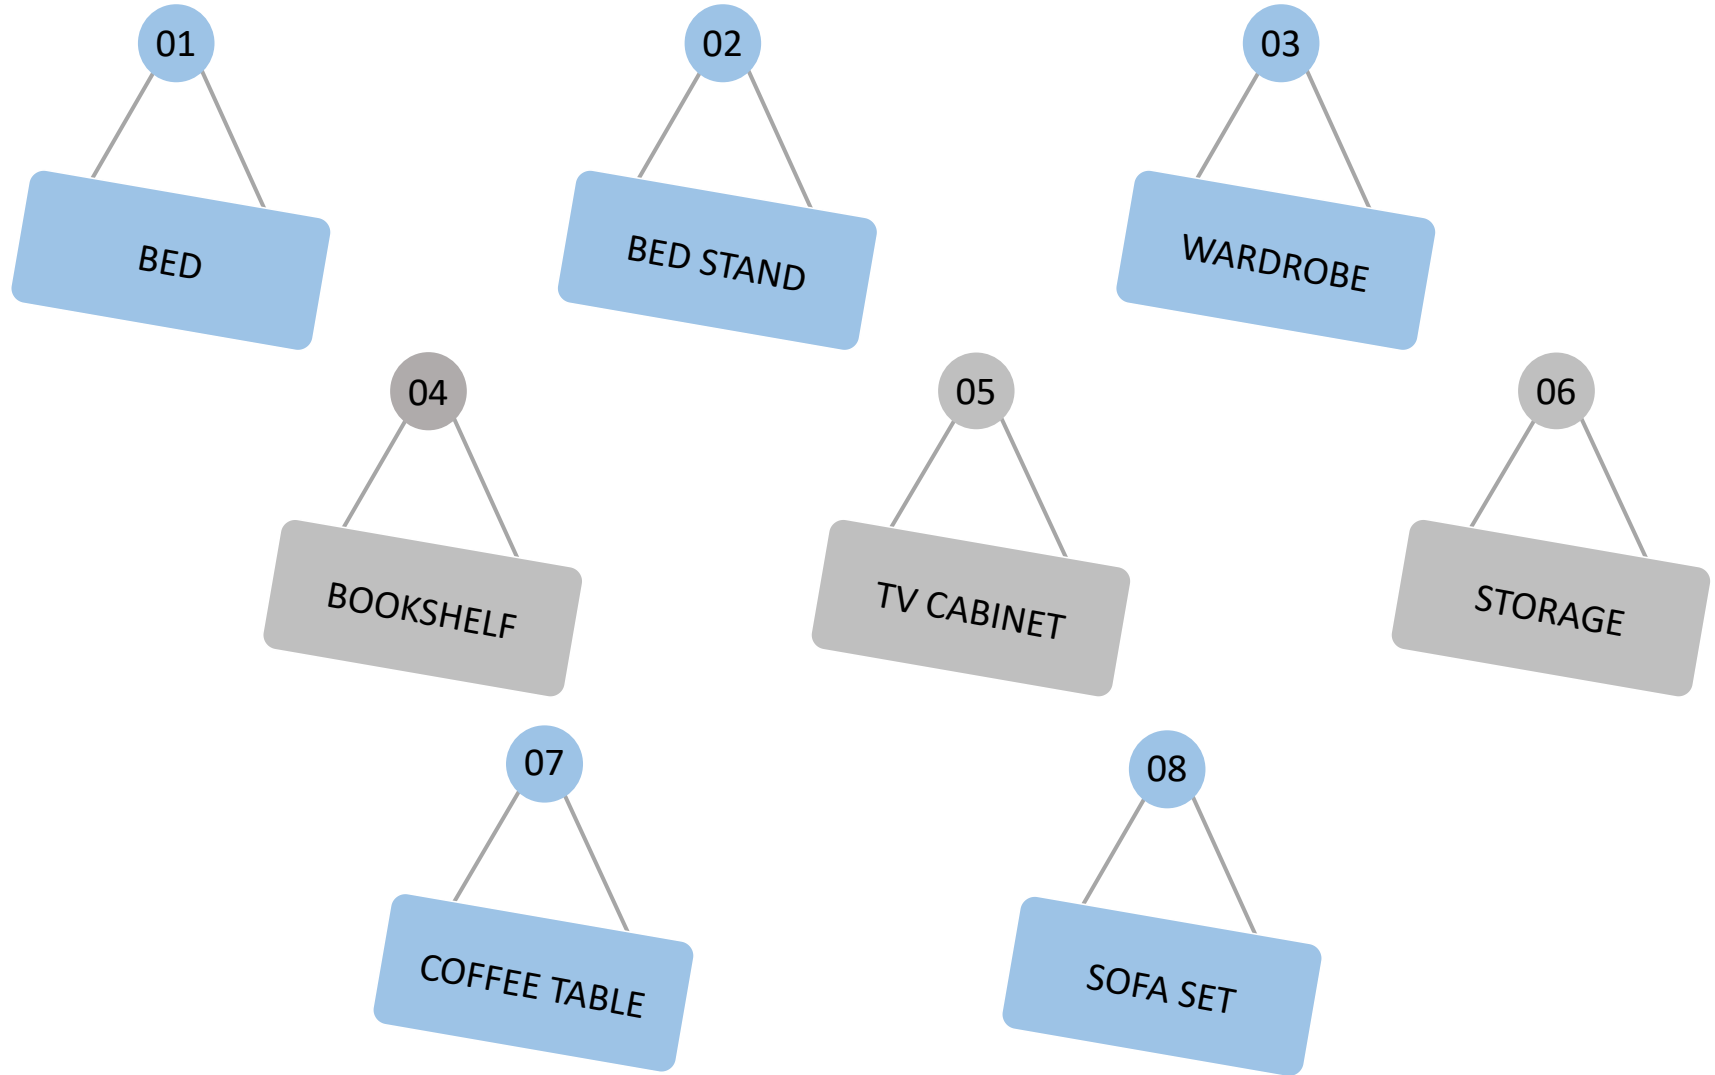 01
BED
02
BED STAND
03
WARDROBE
04
BOOKSHELF
05
TV CABINET
06
STORAGE
07
COFFEE TABLE
08
SOFA SET